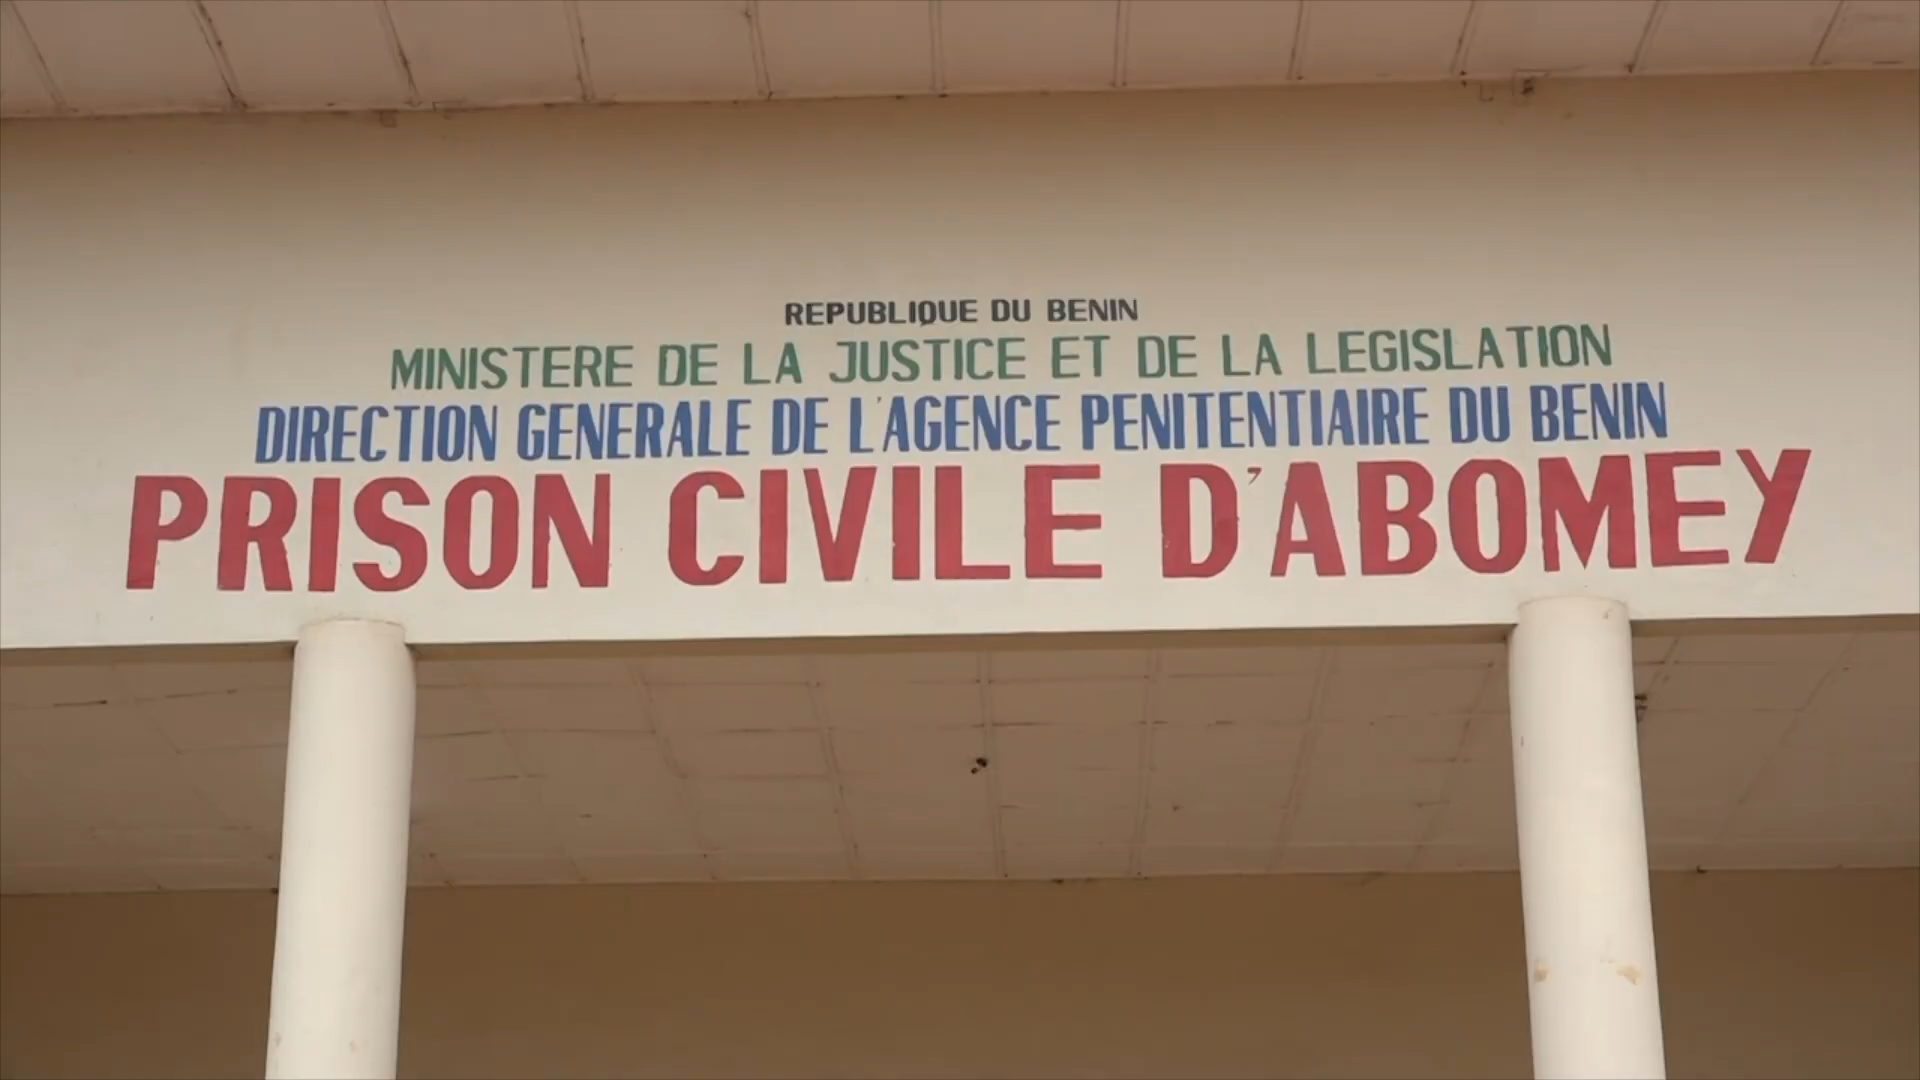 REPUBLIQUE DU BENIN
MINISTERE DE LA JUSTICE ET DE LA LEGISLATION
DIRECTION GENERALE DE L'AGENCE PENITENTIAIRE DU BENIN
PRISON CIVILE D'ABOMEY